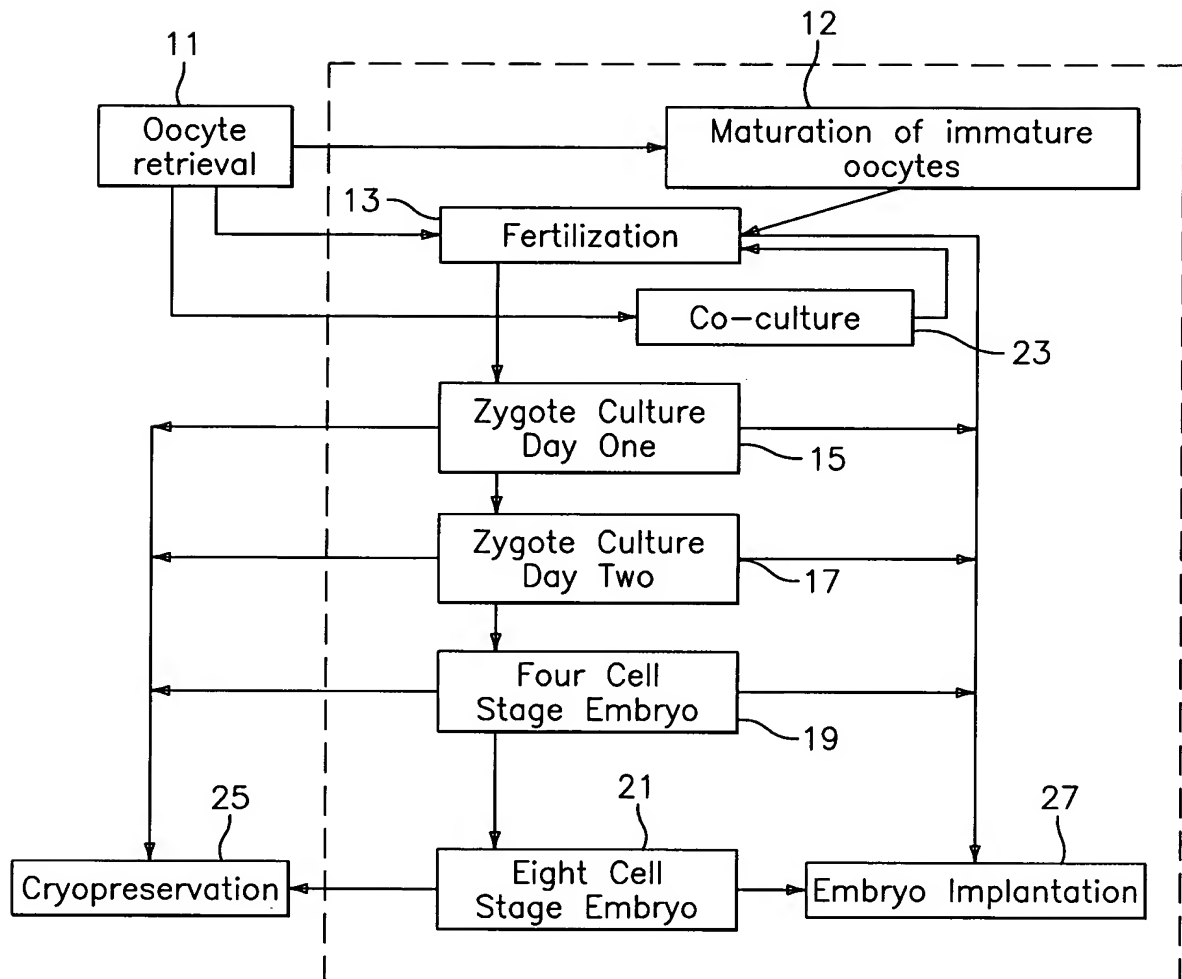 11
12
Oocyte
retrieval
Maturation of immature
oocytes
13
Fertilization
Co-culture
23
Zygote Culture
Day One
15
Zygote Culture
Day Two
17
Four Cell
Stage Embryo
19
25
21
27
Cryopreservation
Eight Cell
Stage Embryo
Embryo Implantation